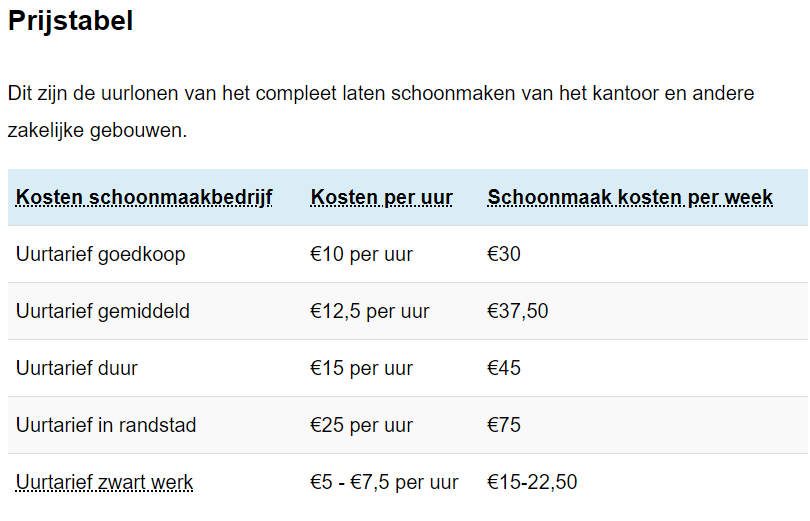 Prijstabel
Dit zijn de uurlonen van het compleet laten schoonmaken van het kantoor en andere
zakelijke gebouwen.
Kosten schoonmaakbedrijf Kosten per uur Schoonmaak kosten per week
Uurtarief goedkoop €10 per uur €30
Uurtarief gemiddeld €12,5 per uur €37,50
Uurtarief duur €15 per uur €45
Uurtarief in randstad €25 per uur €75
Uurtarief zwart werk €5 - €7,5 per uur €15-22,50